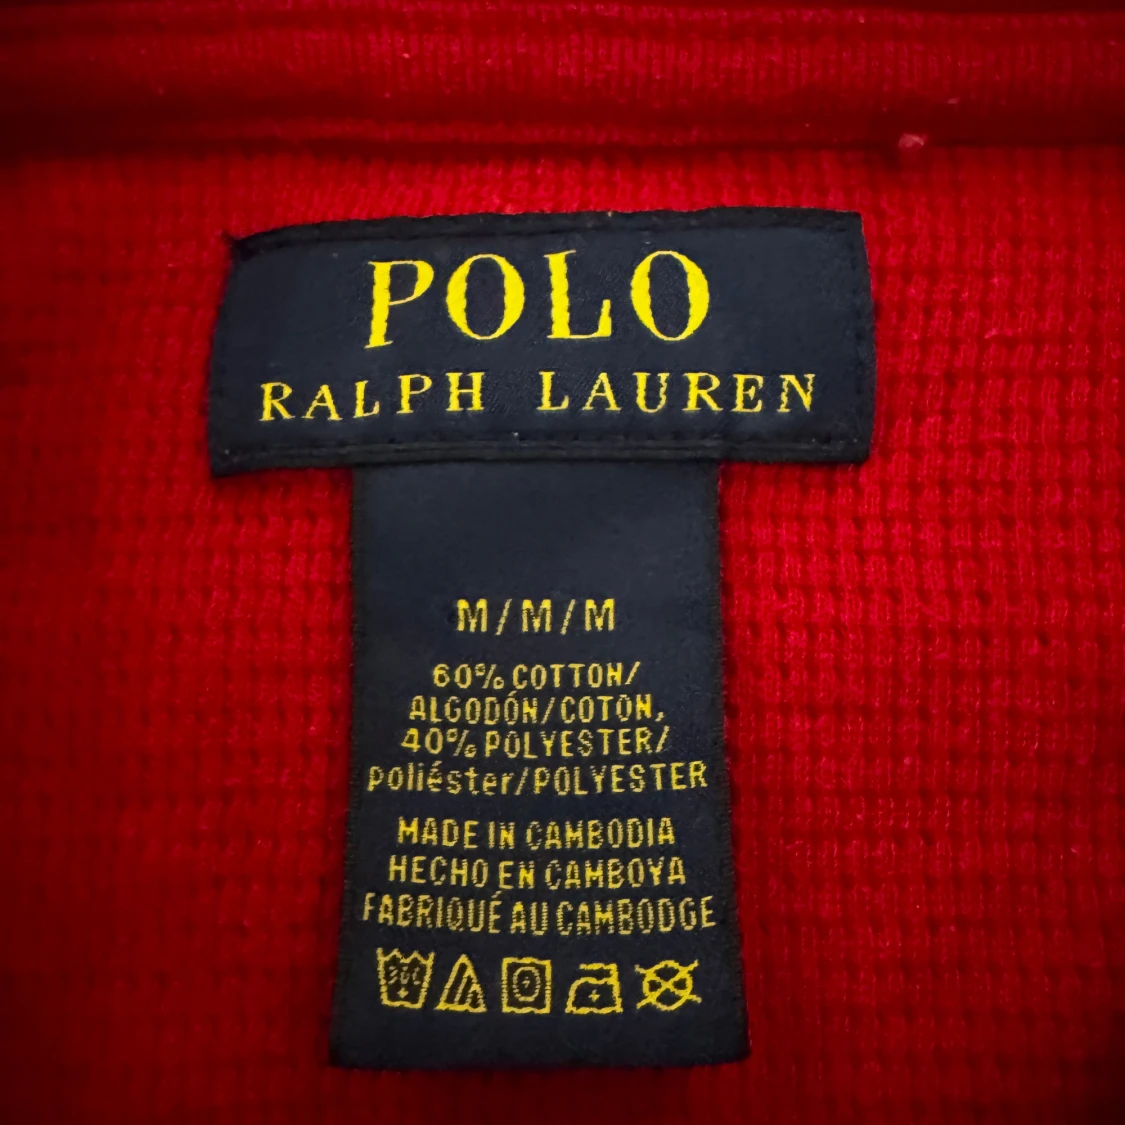 POLO
RALPH LAUREN
M/M/M
60% COTTON/
ALGODÓN/COTON,
40% POLYESTER/
poliéster/POLYESTER
MADE IN CAMBODIA
HECHO EN CAMBOYA
FABRIQUÉ AU CAMBODGE